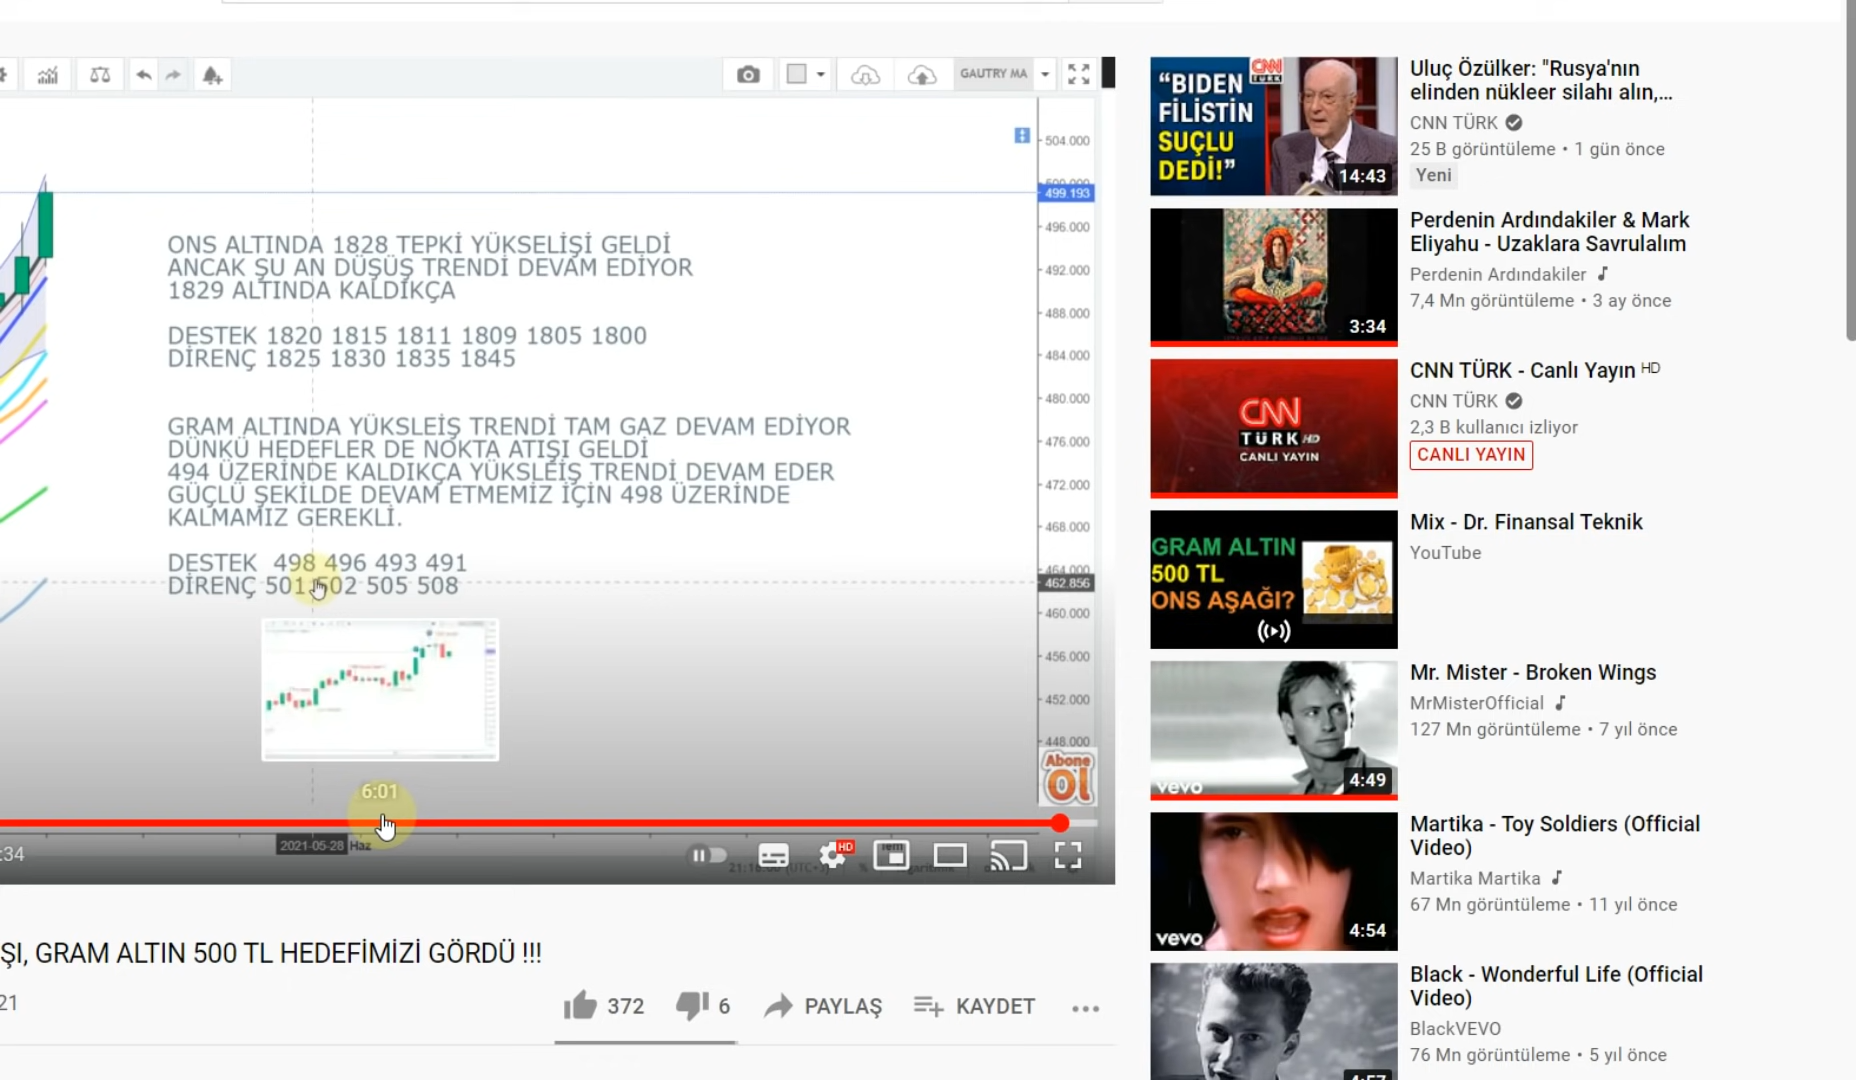 GAUTRY MA
504.000
499.193
496.000
492.000
488.000
484.000
480.000
476.000
472.000
468.000
464.000
462.856
460.000
456.000
452.000
448.000
ONS ALTINDA 1828 TEPKİ YÜKSELİŞİ GELDİ
ANCAK ŞU AN DÜŞÜŞ TRENDİ DEVAM EDİYOR
1829 ALTINDA KALDIKÇA
DESTEK 1820 1815 1811 1809 1805 1800
DİRENÇ 1825 1830 1835 1845
GRAM ALTINDA YÜKSLEİŞ TRENDİ TAM GAZ DEVAM EDİYOR
DÜNKÜ HEDEFLER DE NOKTA ATIŞI GELDİ
494 ÜZERİNDE KALDIKÇA YÜKSLEİŞ TRENDİ DEVAM EDER
GÜÇLÜ ŞEKİLDE DEVAM ETMEMİZ İÇİN 498 ÜZERİNDE
KALMAMIZ GEREKLİ.
DESTEK 498 496 493 491
DİRENÇ 501 502 505 508
Abone
Ol
6:01
2021-05-28 Haz
:34
HD
ŞI, GRAM ALTIN 500 TL HEDEFİMİZİ GÖRDÜ !!!
21
372 6 PAYLAŞ KAYDET
"BIDEN
FİLİSTİN
SUÇLU
DEDİ!"
CNN
TÜRK
14:43
Uluç Özülker: "Rusya'nın
elinden nükleer silahı alın,...
CNN TÜRK
25 B görüntüleme • 1 gün önce
Yeni
3:34
Perdenin Ardındakiler & Mark
Eliyahu - Uzaklara Savrulalım
Perdenin Ardındakiler
7,4 Mn görüntüleme • 3 ay önce
CNN
TÜRK HD
CANLI YAYIN
CNN TÜRK - Canlı Yayın HD
CNN TÜRK
2,3 B kullanıcı izliyor
CANLI YAYIN
GRAM ALTIN
500 TL
ONS AŞAĞI?
Mix - Dr. Finansal Teknik
YouTube
vevo
4:49
Mr. Mister - Broken Wings
MrMisterOfficial
127 Mn görüntüleme • 7 yıl önce
vevo
4:54
Martika - Toy Soldiers (Official
Video)
Martika Martika
67 Mn görüntüleme • 11 yıl önce
Black - Wonderful Life (Official
Video)
BlackVEVO
76 Mn görüntüleme • 5 yıl önce